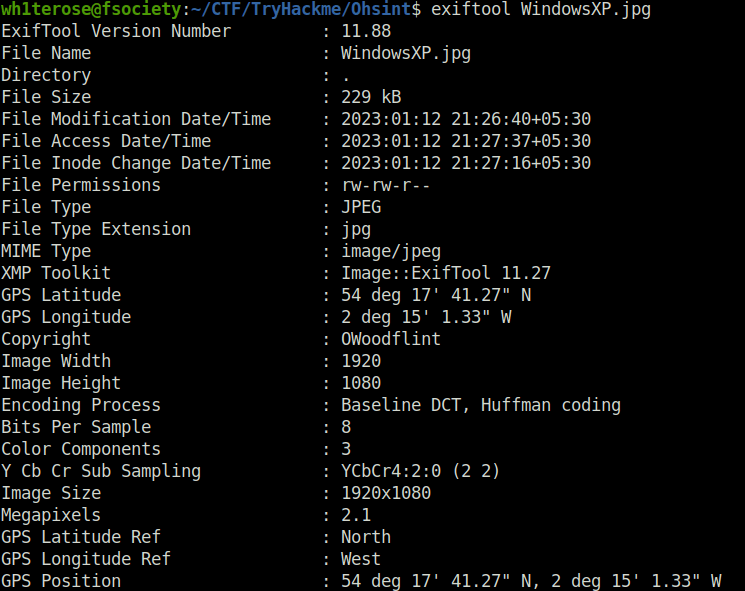 wh1terose@fsociety:~/CTF/TryHackme/Ohsint$ exiftool WindowsXP.jpg
ExifTool Version Number         : 11.88
File Name                       : WindowsXP.jpg
Directory                       : .
File Size                       : 229 kB
File Modification Date/Time     : 2023:01:12 21:26:40+05:30
File Access Date/Time           : 2023:01:12 21:27:37+05:30
File Inode Change Date/Time     : 2023:01:12 21:27:16+05:30
File Permissions                : rw-rw-r--
File Type                       : JPEG
File Type Extension             : jpg
MIME Type                       : image/jpeg
XMP Toolkit                     : Image::ExifTool 11.27
GPS Latitude                    : 54 deg 17' 41.27" N
GPS Longitude                   : 2 deg 15' 1.33" W
Copyright                       : OWoodflint
Image Width                     : 1920
Image Height                    : 1080
Encoding Process                : Baseline DCT, Huffman coding
Bits Per Sample                 : 8
Color Components                : 3
Y Cb Cr Sub Sampling            : YCbCr4:2:0 (2 2)
Image Size                      : 1920x1080
Megapixels                      : 2.1
GPS Latitude Ref                : North
GPS Longitude Ref               : West
GPS Position                    : 54 deg 17' 41.27" N, 2 deg 15' 1.33" W